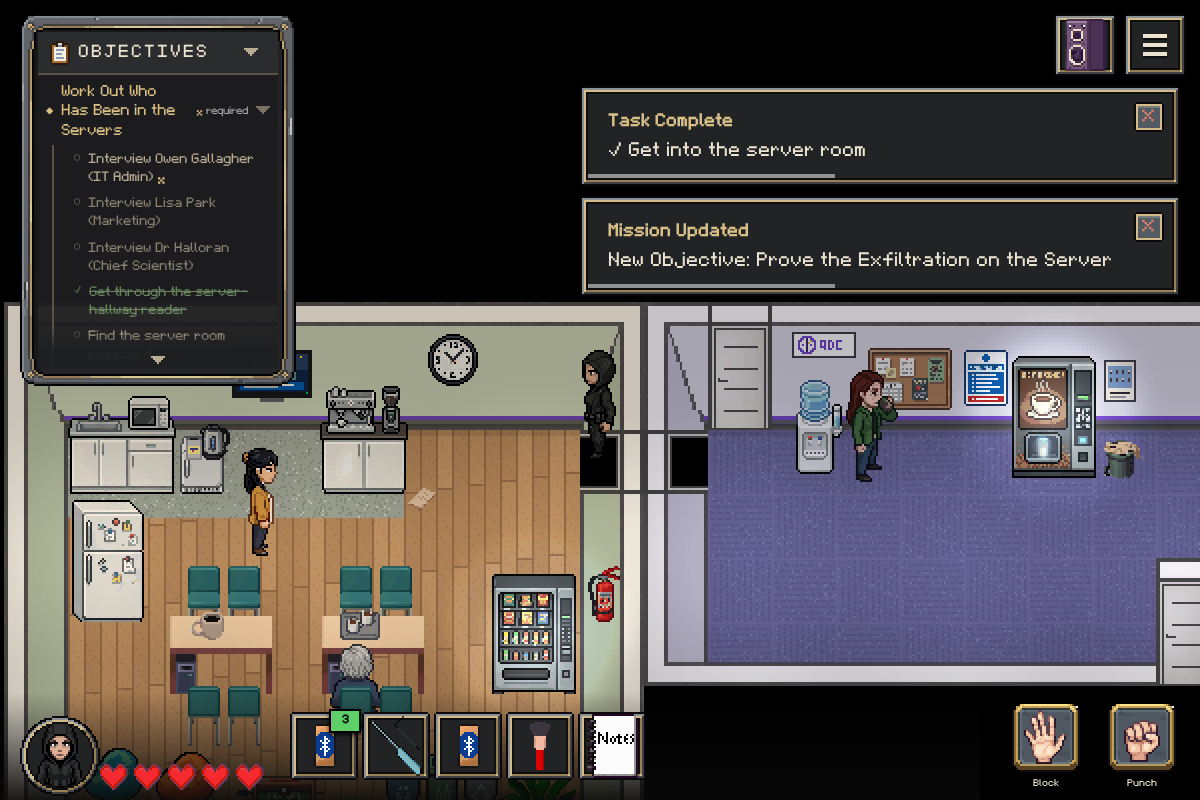 OBJECTIVES
Work Out Who
Has Been in the
Servers
x required
Interview Owen Gallagher
(IT Admin) x
Interview Lisa Park
(Marketing)
Interview Dr Halloran
(Chief Scientist)
✓ Get through the server
hallway reader
Find the server room
Task Complete
✓ Get into the server room
Mission Updated
New Objective: Prove the Exfiltration on the Server
12
3
Notes
Block
Punch